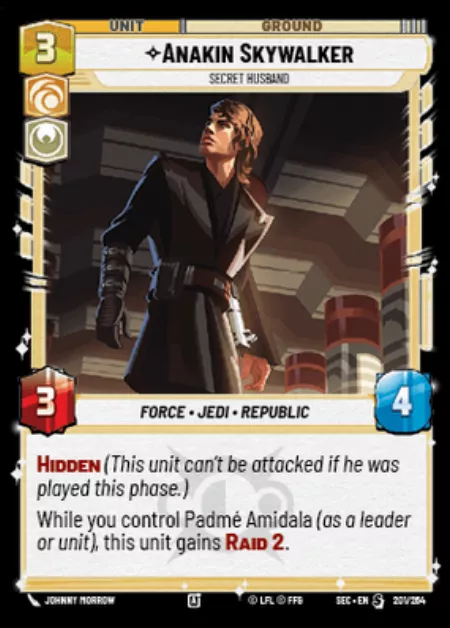 UNIT
GROUND
3
ANAKIN SKYWALKER
SECRET HUSBAND
3
FORCE • JEDI • REPUBLIC
4
HIDDEN (This unit can't be attacked if he was
played this phase.)
While you control Padmé Amidala (as a leader
or unit), this unit gains RAID 2.
JOHNNY MORROW
© LFL © FFG
SEC • EN
201/264